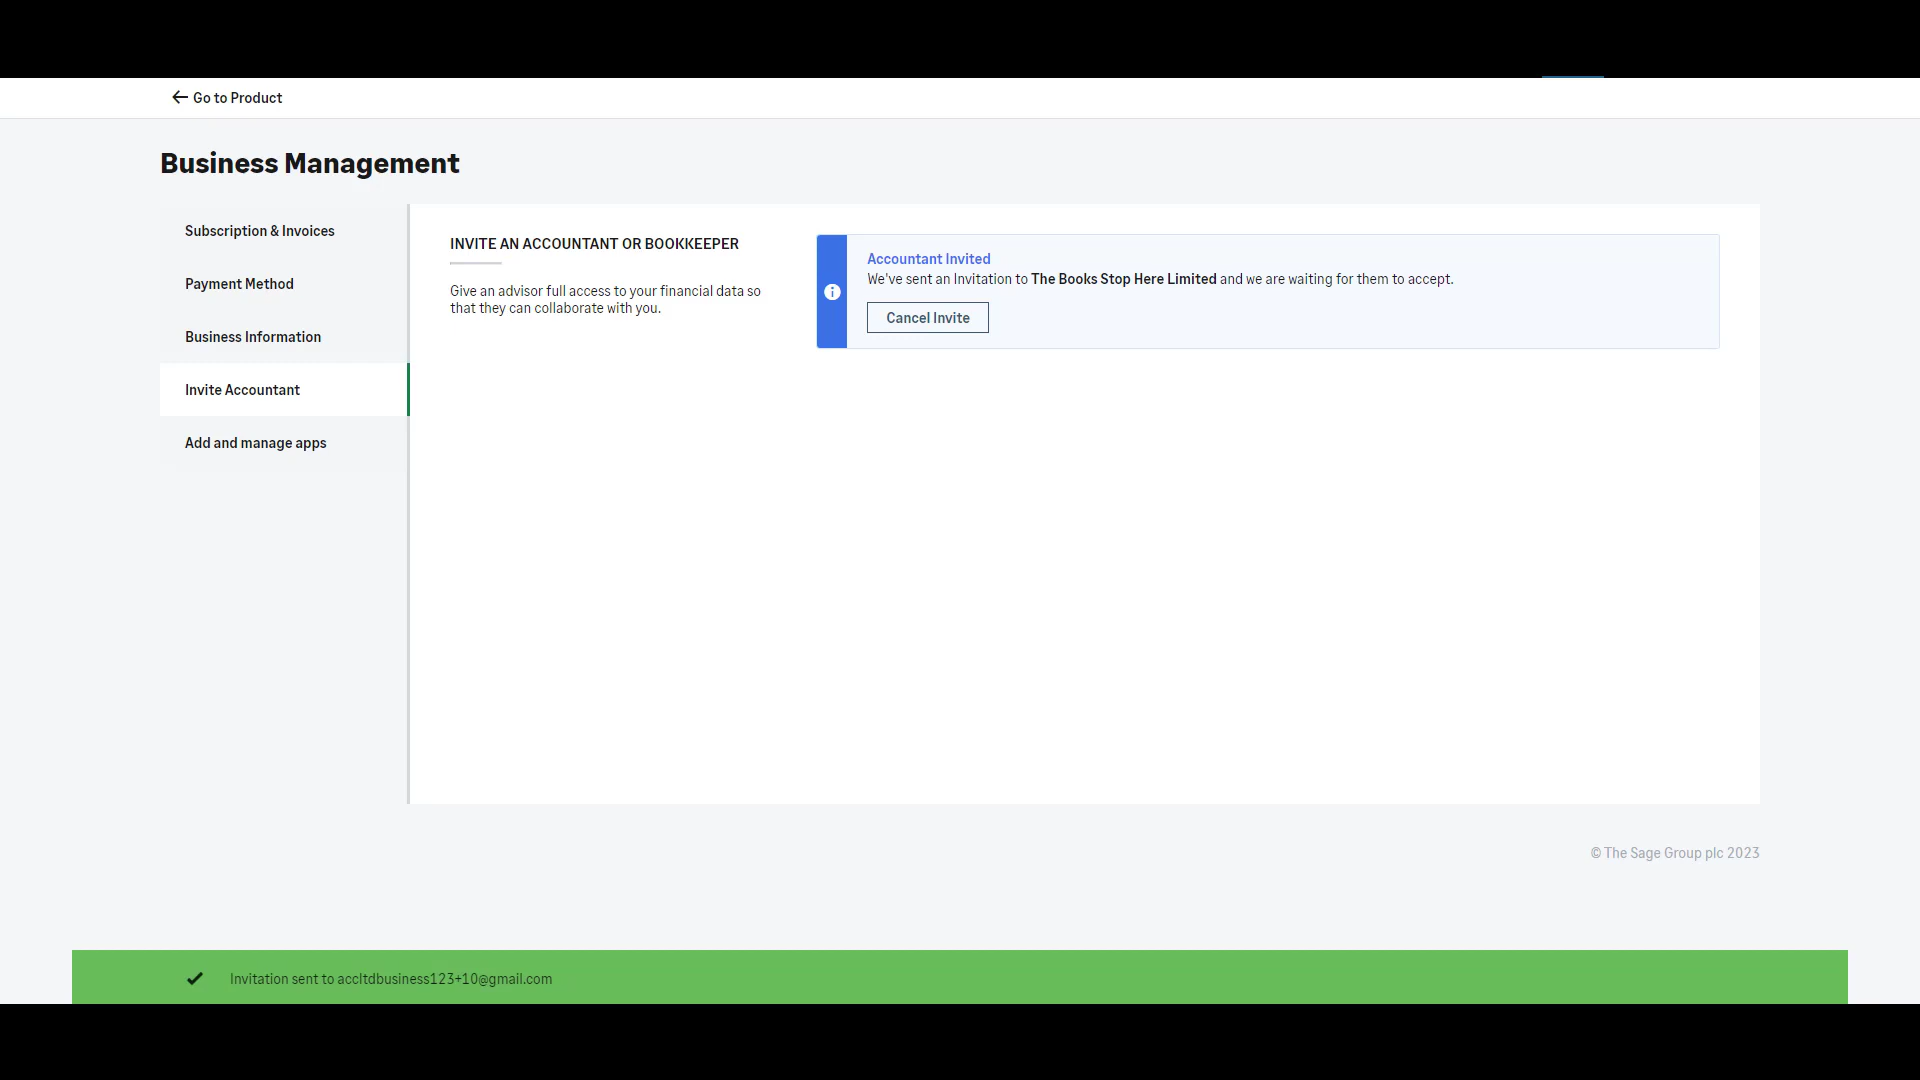 Go to Product
Business Management
Subscription & Invoices
Payment Method
Business Information
Invite Accountant
Add and manage apps
INVITE AN ACCOUNTANT OR BOOKKEEPER
Give an advisor full access to your financial data so
that they can collaborate with you.
Accountant Invited
We've sent an Invitation to The Books Stop Here Limited and we are waiting for them to accept.
Cancel Invite
© The Sage Group plc 2023
Invitation sent to accltdbusiness123+10@gmail.com